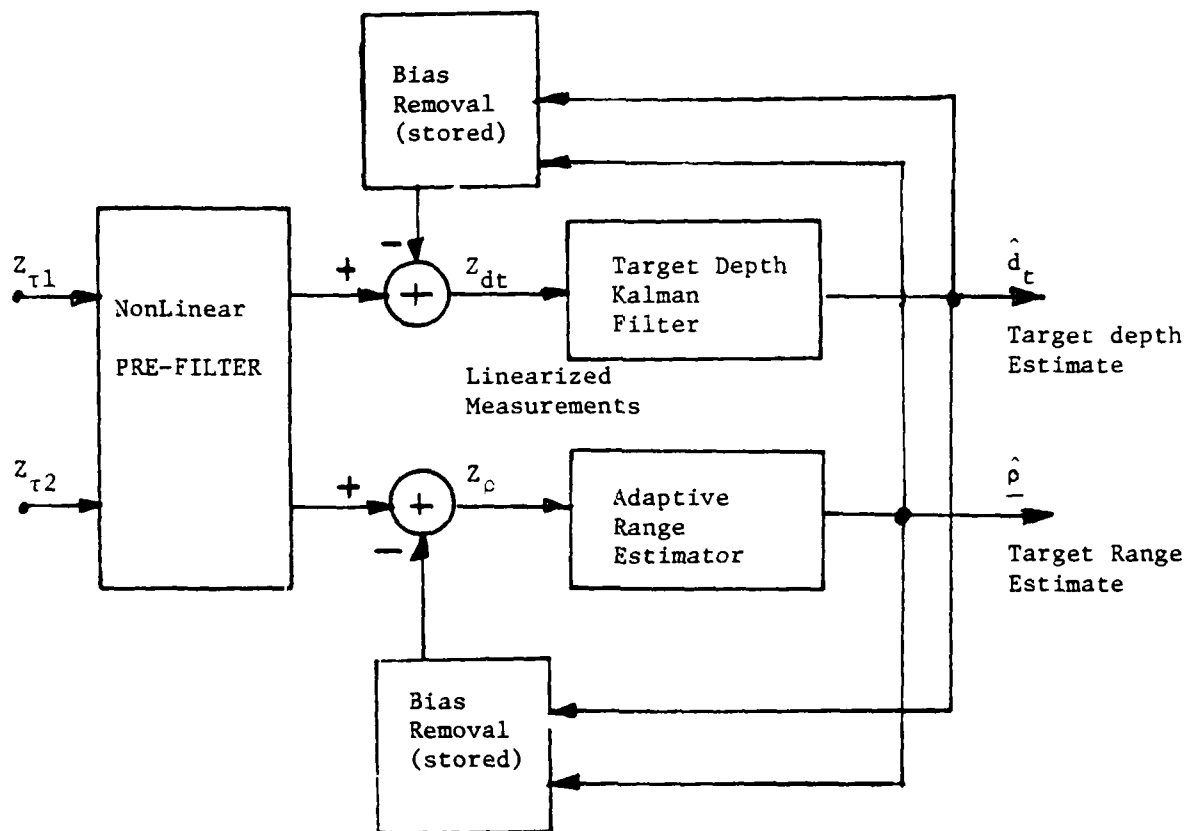 Bias
Removal
(stored)
Z_τ1
NonLinear
PRE-FILTER
Z_τ2
−
+
+
Z_dt
Target Depth
Kalman
Filter
d̂_t
Target depth
Estimate
Linearized
Measurements
+
+
−
Z_ρ
Adaptive
Range
Estimator
ρ̲̂
Target Range
Estimate
Bias
Removal
(stored)